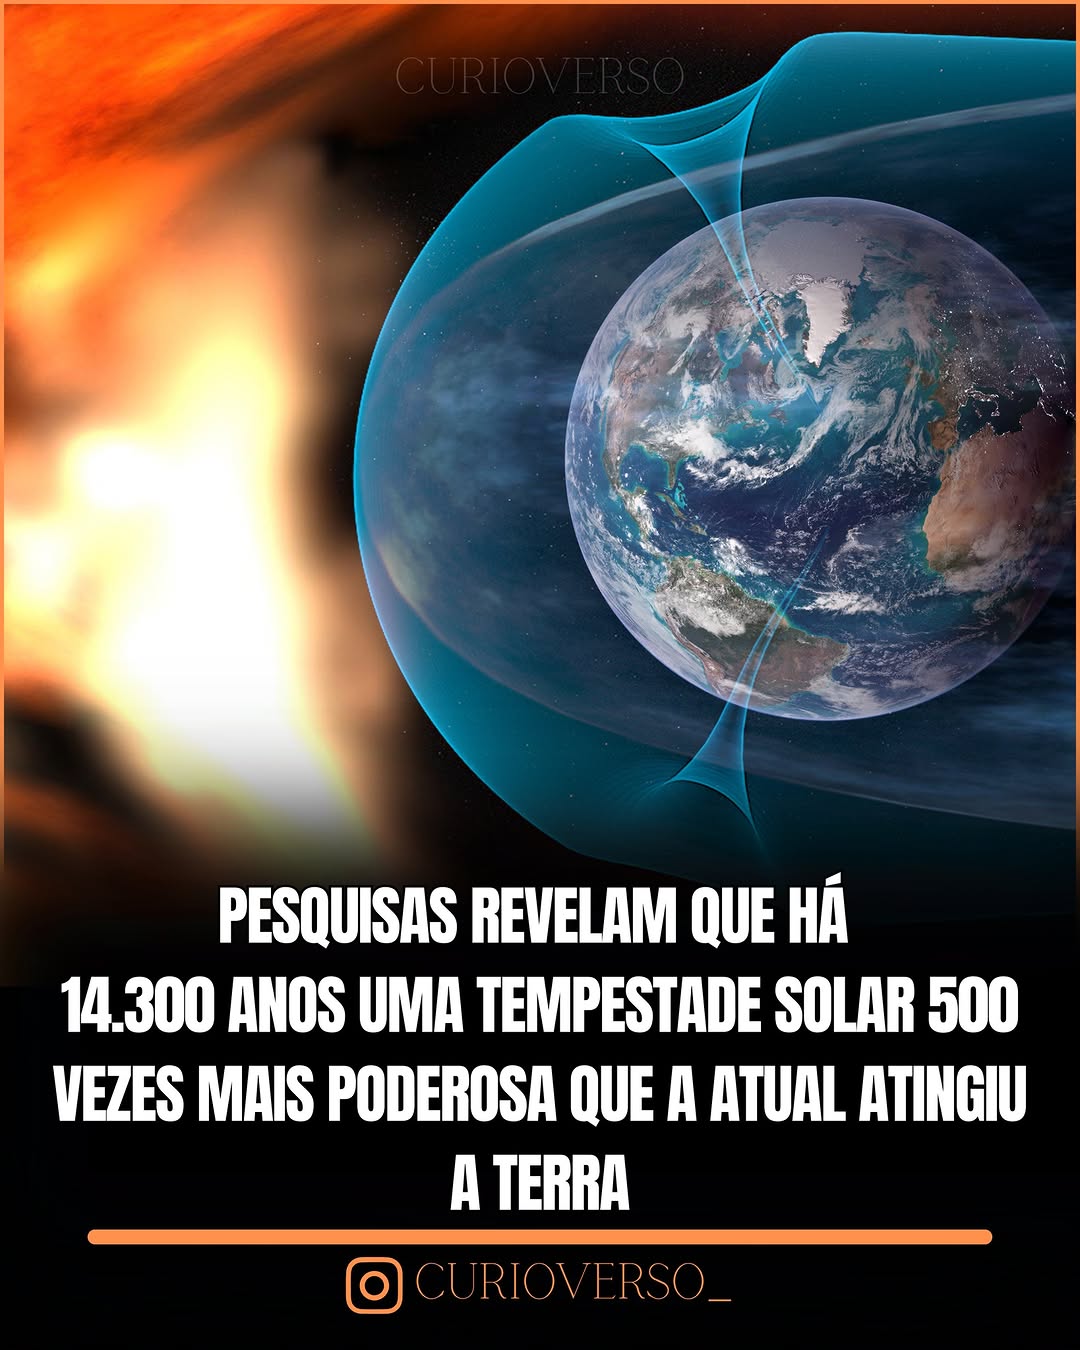 CURIOVERSO
PESQUISAS REVELAM QUE HÁ
14.300 ANOS UMA TEMPESTADE SOLAR 500
VEZES MAIS PODEROSA QUE A ATUAL ATINGIU
A TERRA
CURIOVERSO_